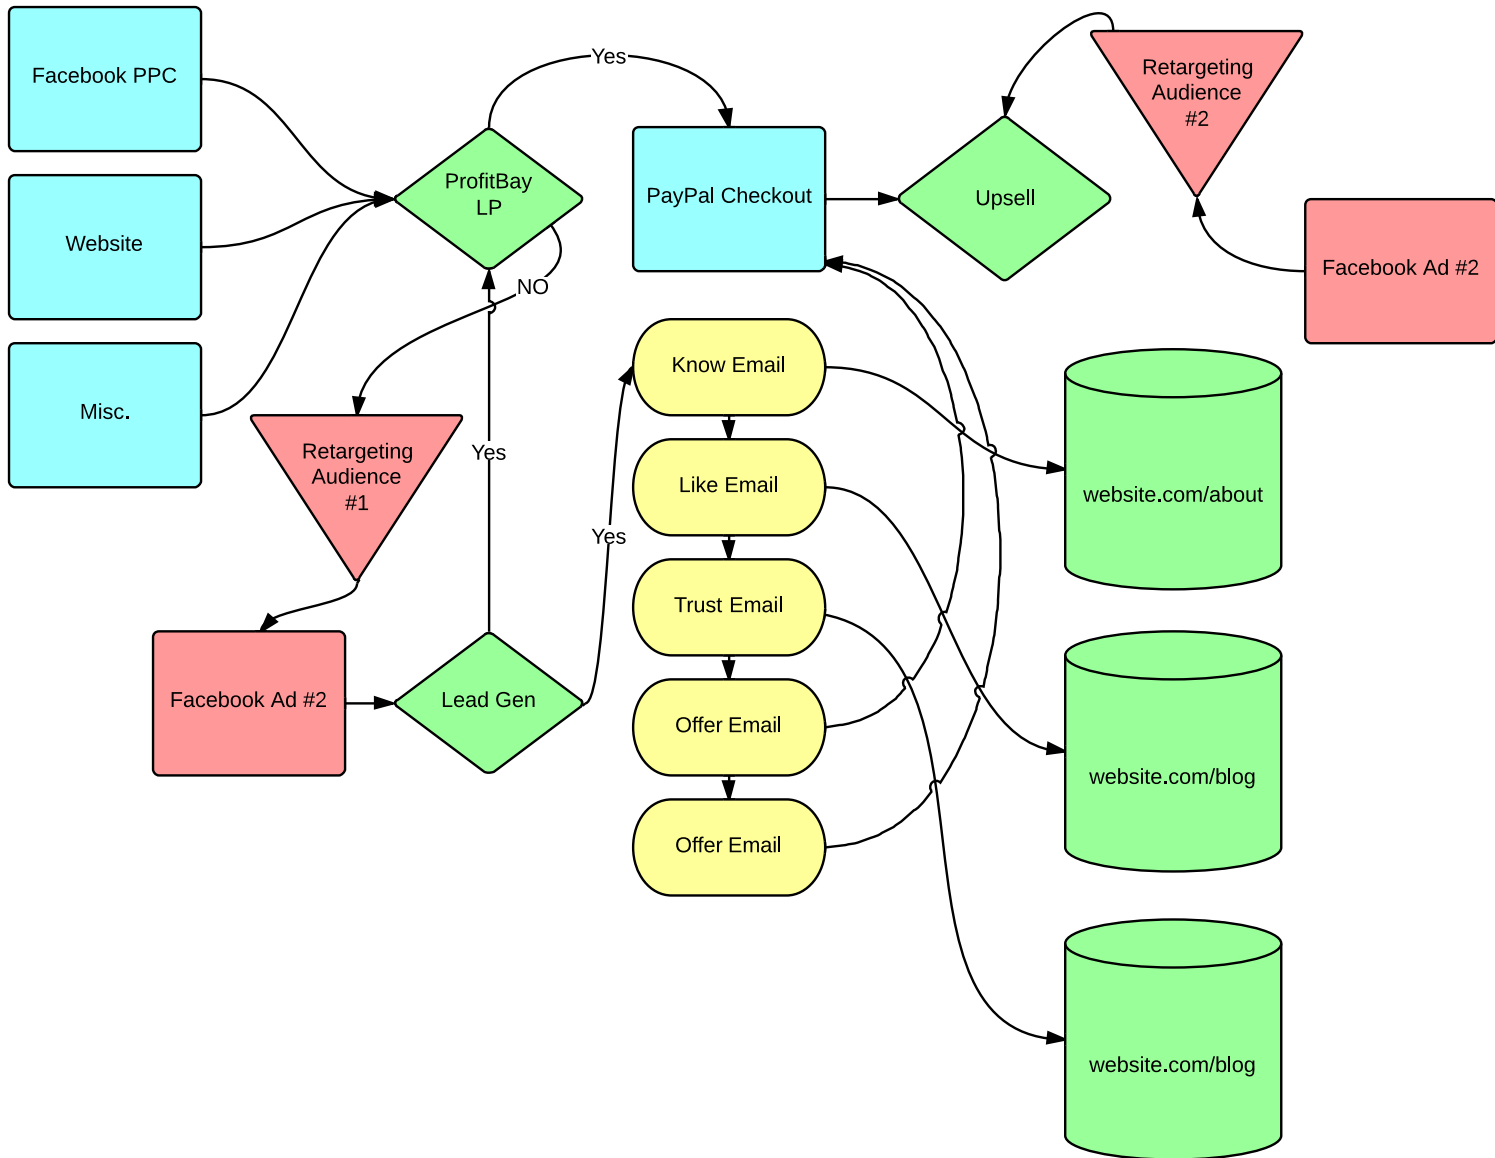 Facebook PPC
Website
Misc.
ProfitBay
LP
Yes
NO
Retargeting
Audience
#1
Facebook Ad #2
Lead Gen
Yes
Yes
PayPal Checkout
Upsell
Retargeting
Audience
#2
Facebook Ad #2
Know Email
Like Email
Trust Email
Offer Email
Offer Email
website.com/about
website.com/blog
website.com/blog